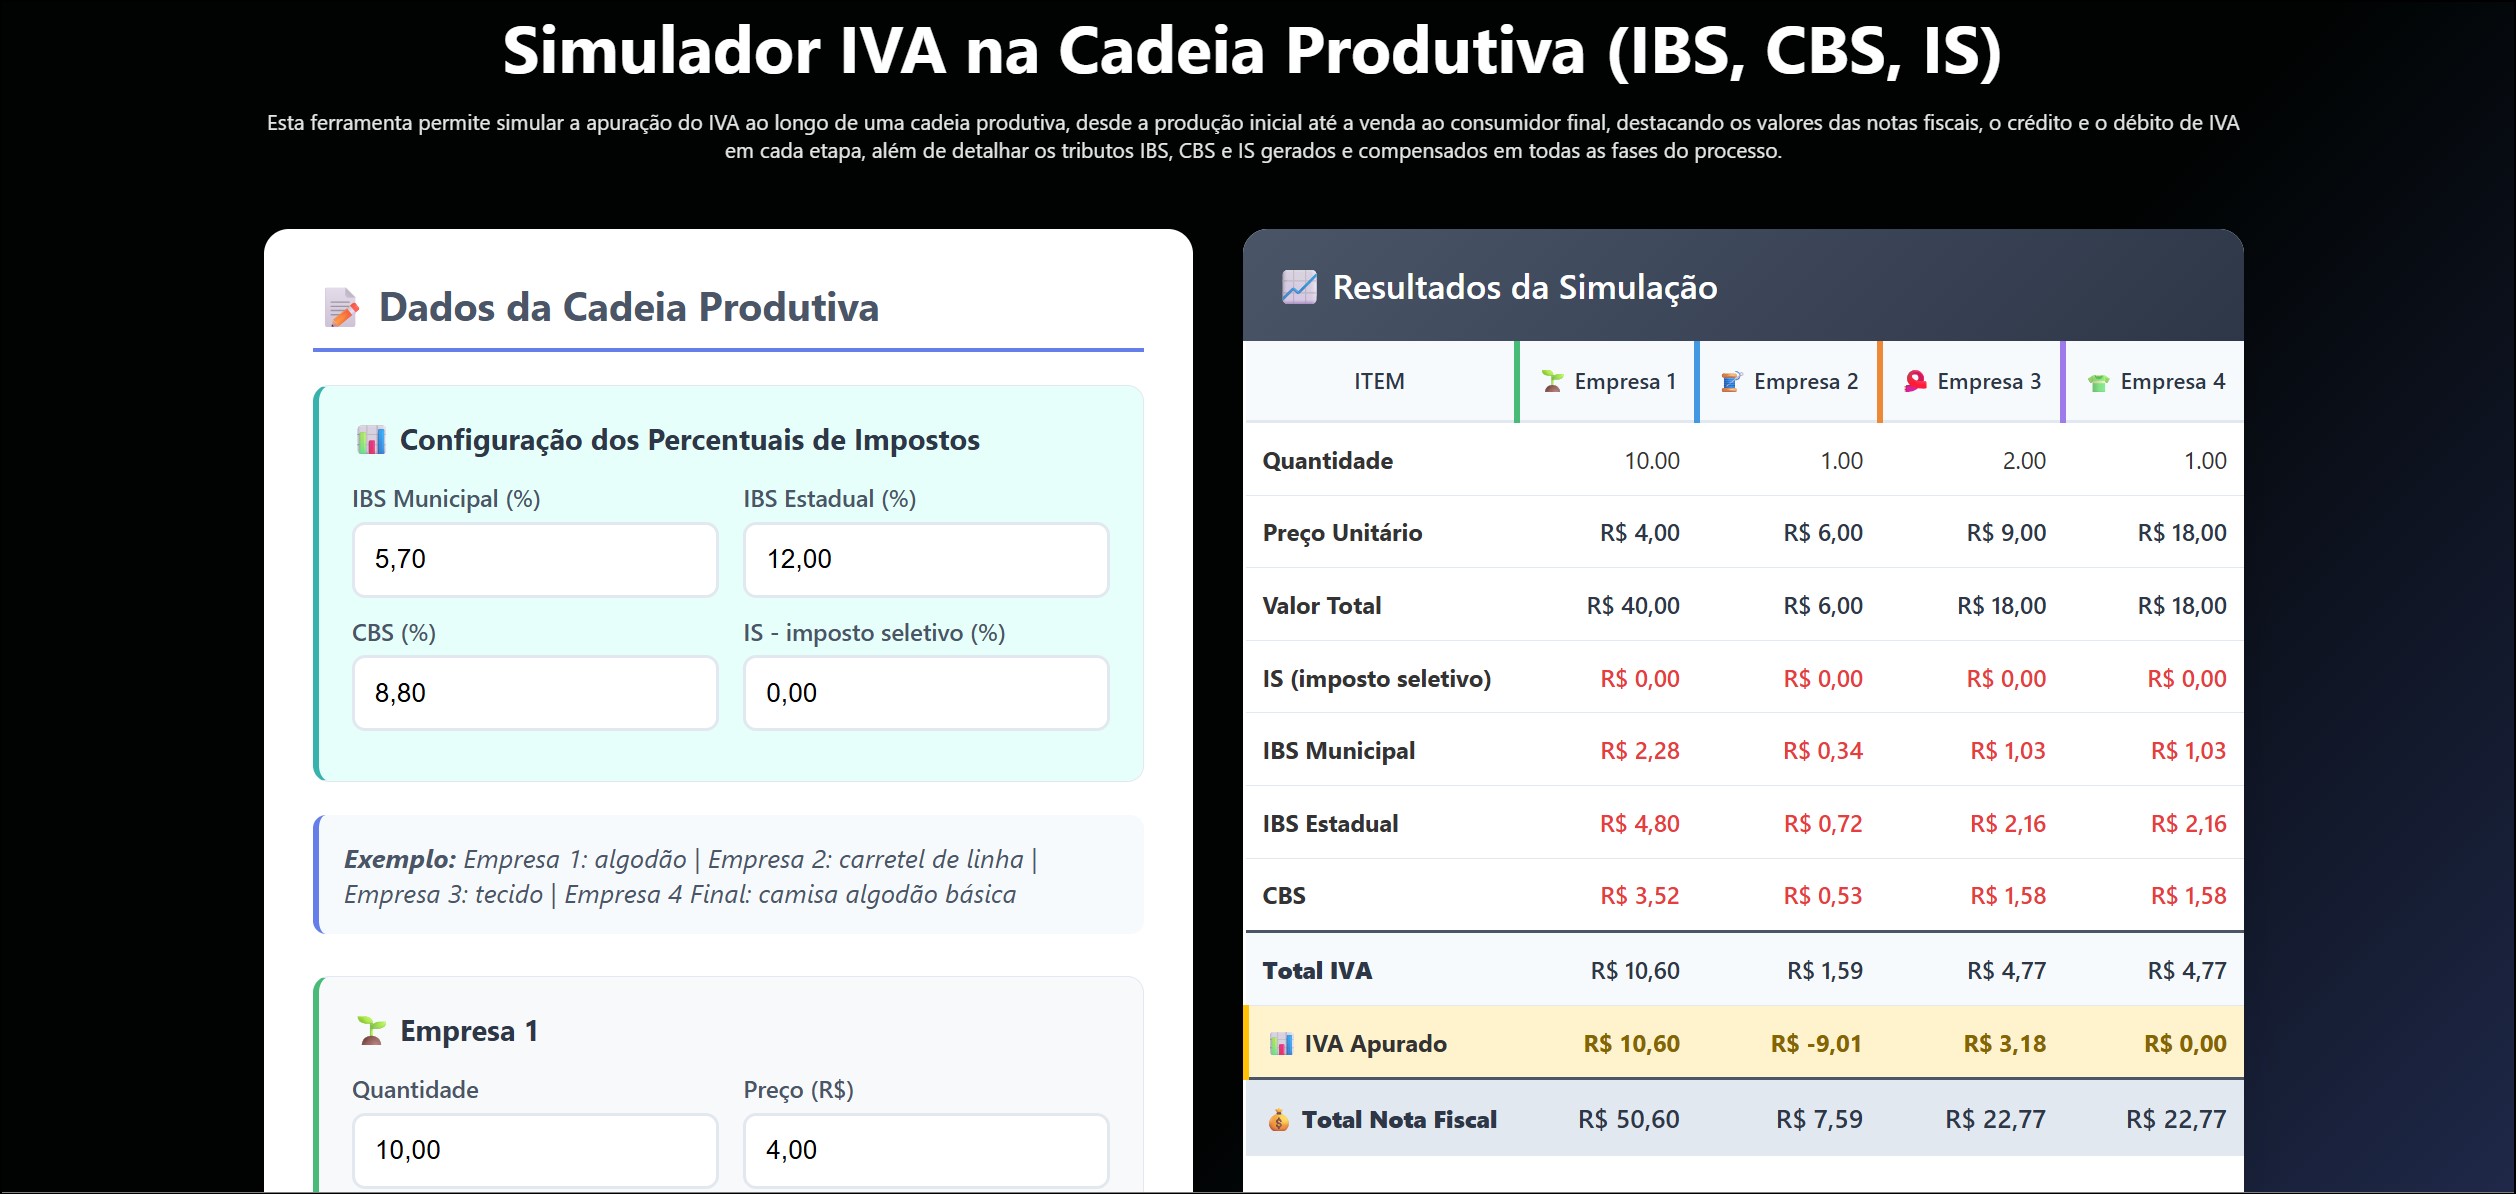 Simulador IVA na Cadeia Produtiva (IBS, CBS, IS)
Esta ferramenta permite simular a apuração do IVA ao longo de uma cadeia produtiva, desde a produção inicial até a venda ao consumidor final, destacando os valores das notas fiscais, o crédito e o débito de IVA
em cada etapa, além de detalhar os tributos IBS, CBS e IS gerados e compensados em todas as fases do processo.
Dados da Cadeia Produtiva
Configuração dos Percentuais de Impostos
IBS Municipal (%) IBS Estadual (%)
5,70 12,00
CBS (%) IS - imposto seletivo (%)
8,80 0,00
Exemplo: Empresa 1: algodão | Empresa 2: carretel de linha |
Empresa 3: tecido | Empresa 4 Final: camisa algodão básica
Empresa 1
Quantidade Preço (R$)
10,00 4,00
Resultados da Simulação
ITEM Empresa 1 Empresa 2 Empresa 3 Empresa 4
Quantidade 10.00 1.00 2.00 1.00
Preço Unitário R$ 4,00 R$ 6,00 R$ 9,00 R$ 18,00
Valor Total R$ 40,00 R$ 6,00 R$ 18,00 R$ 18,00
IS (imposto seletivo) R$ 0,00 R$ 0,00 R$ 0,00 R$ 0,00
IBS Municipal R$ 2,28 R$ 0,34 R$ 1,03 R$ 1,03
IBS Estadual R$ 4,80 R$ 0,72 R$ 2,16 R$ 2,16
CBS R$ 3,52 R$ 0,53 R$ 1,58 R$ 1,58
Total IVA R$ 10,60 R$ 1,59 R$ 4,77 R$ 4,77
IVA Apurado R$ 10,60 R$ -9,01 R$ 3,18 R$ 0,00
Total Nota Fiscal R$ 50,60 R$ 7,59 R$ 22,77 R$ 22,77